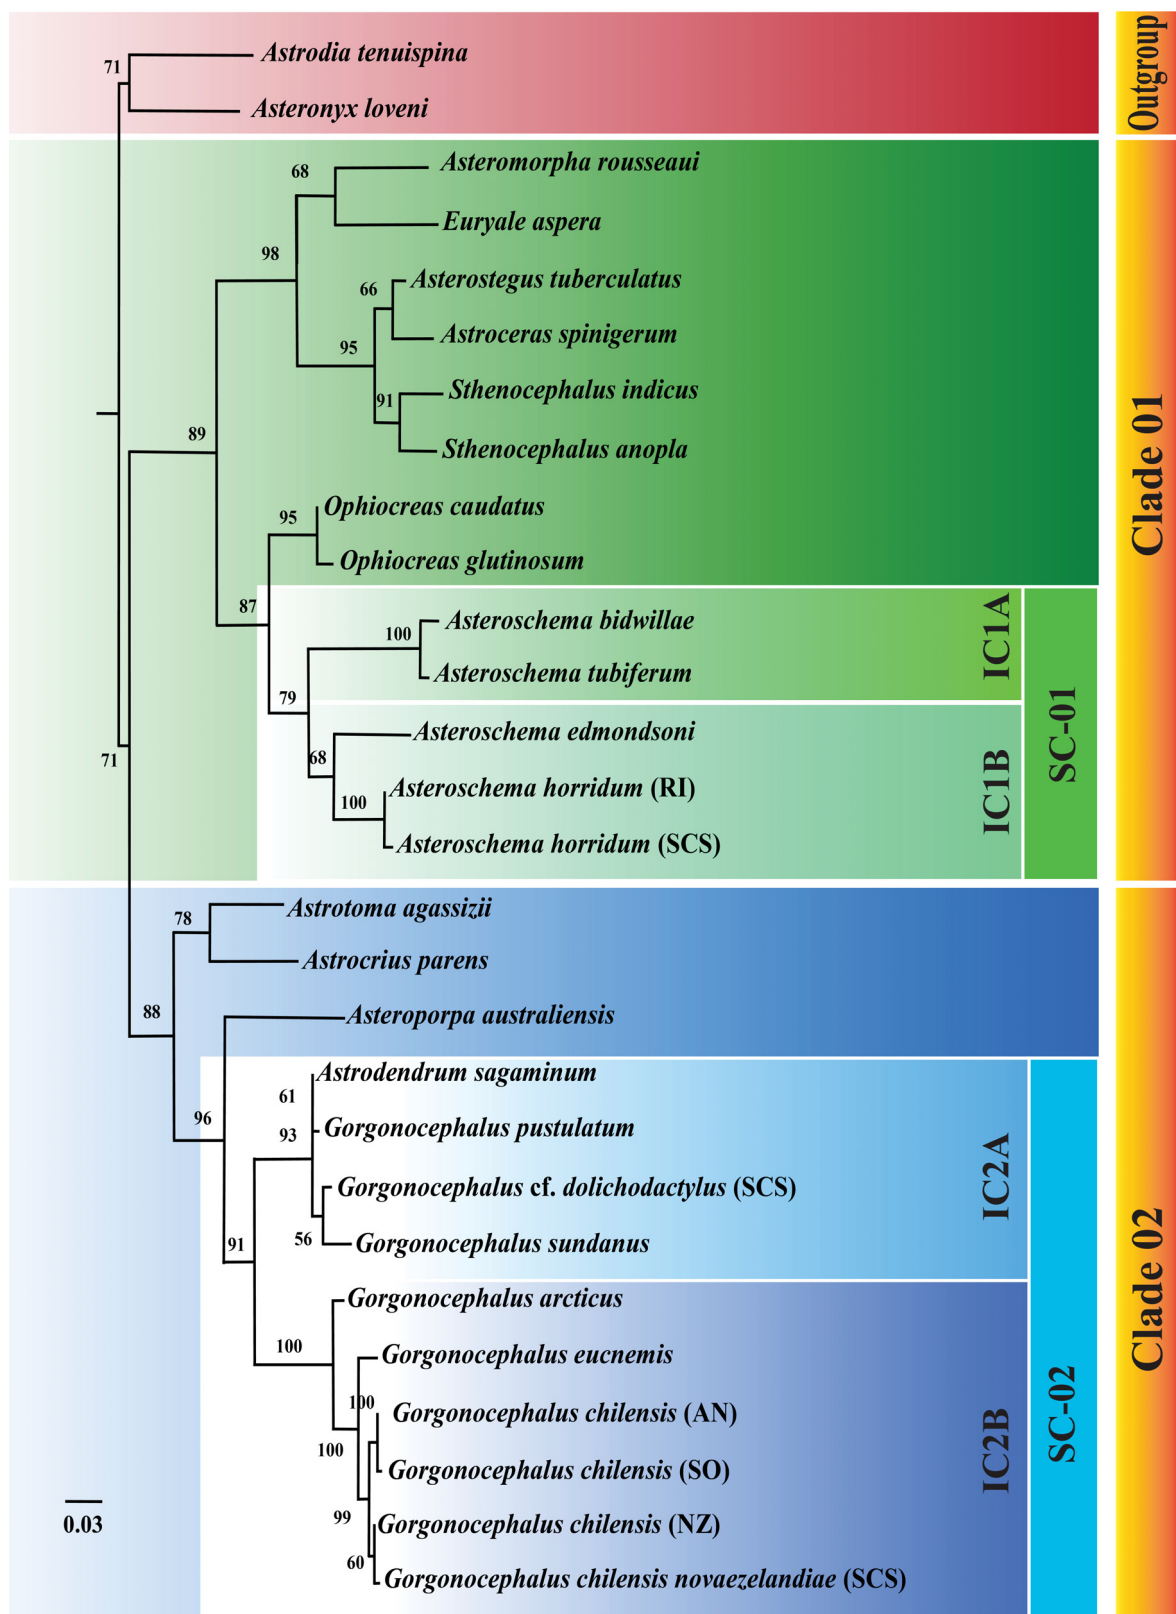 Outgroup
71
Astrodia tenuispina
Asteronyx loveni
Clade 01
68
Asteromorpha rousseaui
Euryale aspera
98
66
Asterostegus tuberculatus
95
Astroceras spinigerum
91
Sthenocephalus indicus
Sthenocephalus anopla
89
95
Ophiocreas caudatus
Ophiocreas glutinosum
87
100
Asteroschema bidwillae
Asteroschema tubiferum
IC1A
SC-01
79
Asteroschema edmondsoni
68
Asteroschema horridum (RI)
100
Asteroschema horridum (SCS)
IC1B
71
Clade 02
78
Astrotoma agassizii
Astrocrius parens
88
Asteroporpa australiensis
96
Astrodendrum sagaminum
61
93
Gorgonocephalus pustulatum
Gorgonocephalus cf. dolichodactylus (SCS)
56
Gorgonocephalus sundanus
IC2A
SC-02
91
Gorgonocephalus arcticus
100
Gorgonocephalus eucnemis
100
Gorgonocephalus chilensis (AN)
100
Gorgonocephalus chilensis (SO)
99
Gorgonocephalus chilensis (NZ)
60
Gorgonocephalus chilensis novaezelandiae (SCS)
IC2B
0.03